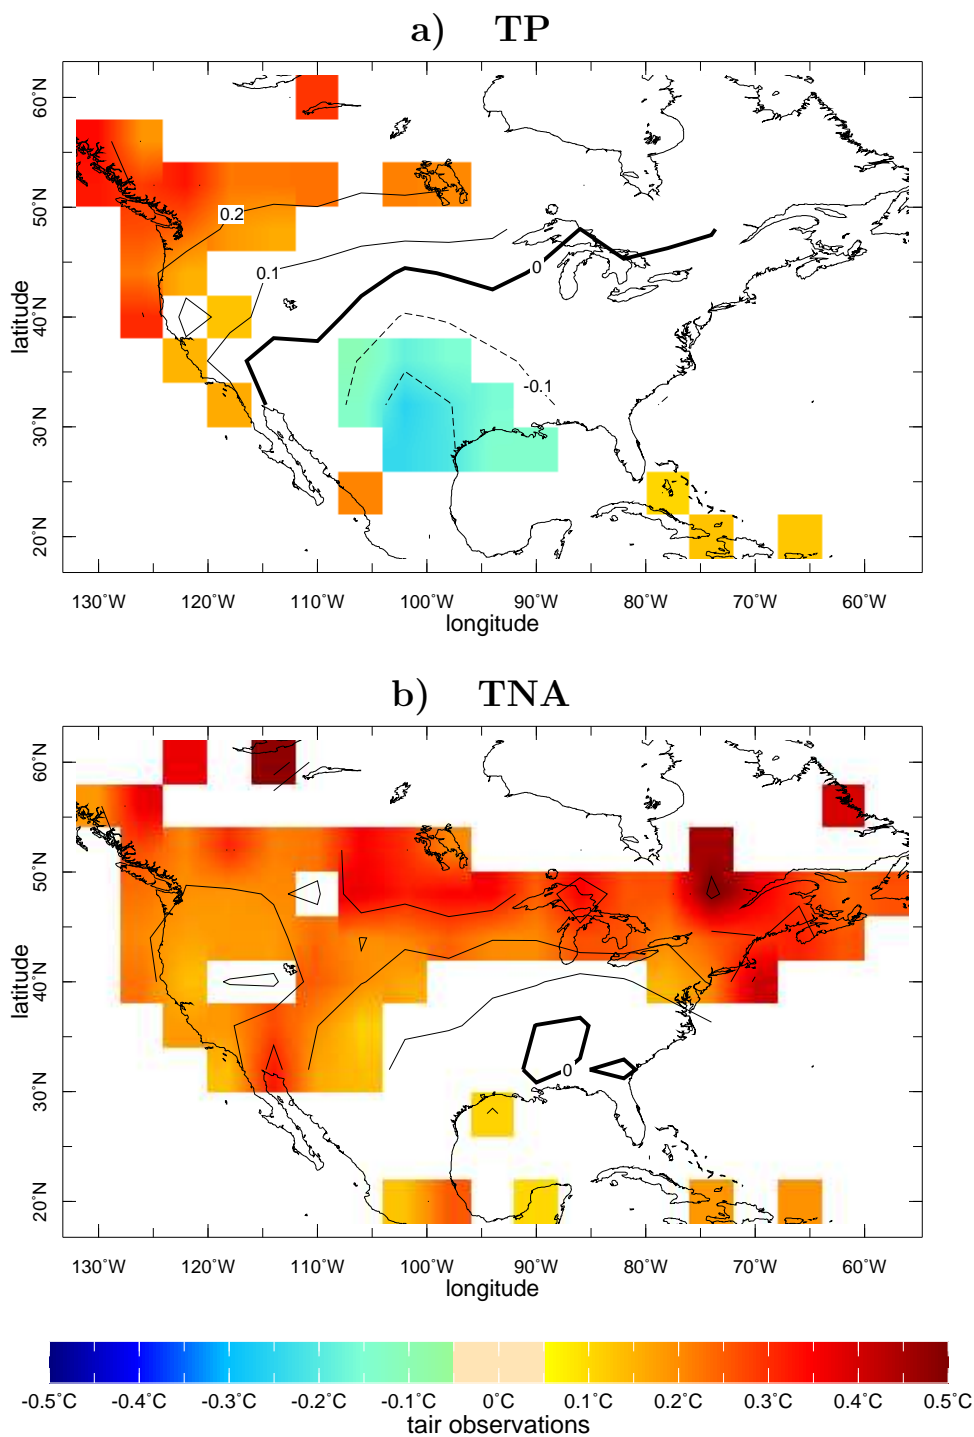 a) TP
60°N
50°N
40°N
30°N
20°N
latitude
0.2
0.1
0
-0.1
130°W 120°W 110°W 100°W 90°W 80°W 70°W 60°W
longitude
b) TNA
60°N
50°N
40°N
30°N
20°N
latitude
0
130°W 120°W 110°W 100°W 90°W 80°W 70°W 60°W
longitude
-0.5°C -0.4°C -0.3°C -0.2°C -0.1°C 0°C 0.1°C 0.2°C 0.3°C 0.4°C 0.5°C
tair observations